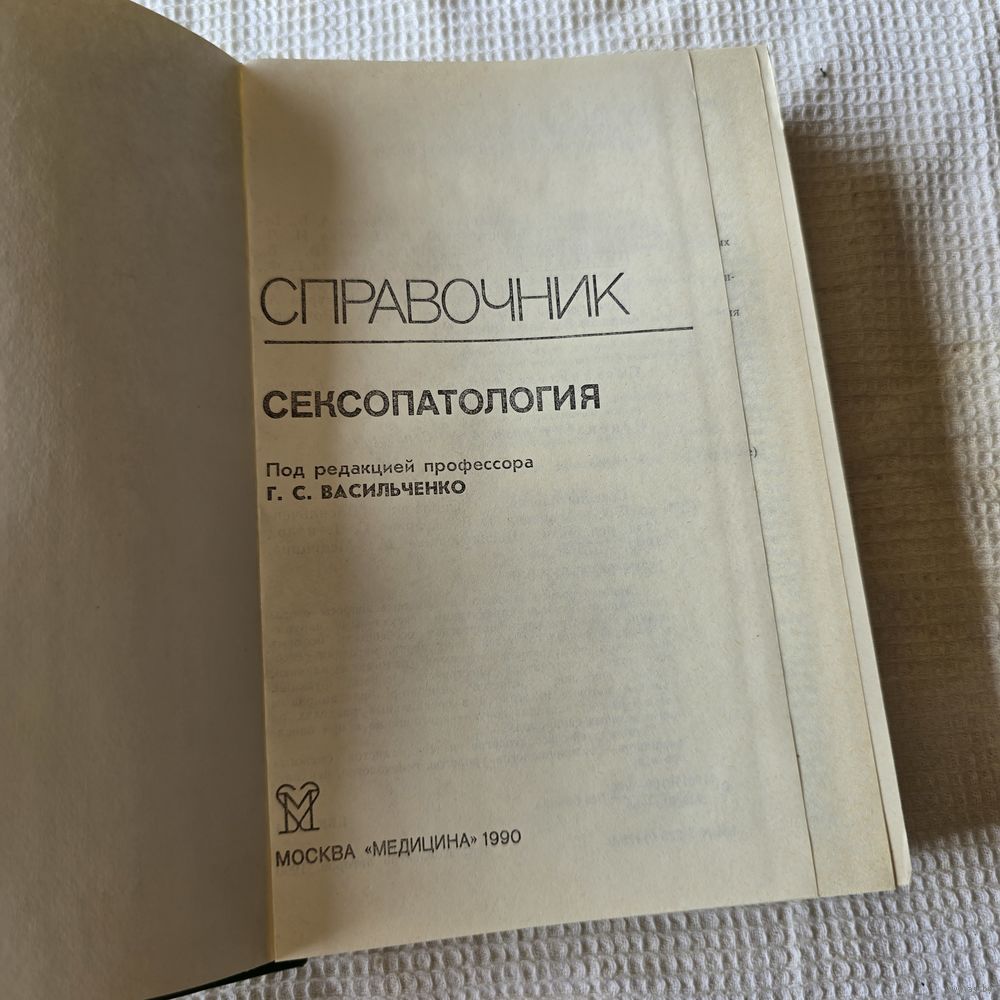 СПРАВОЧНИК
СЕКСОПАТОЛОГИЯ
Под редакцией профессора
Г. С. ВАСИЛЬЧЕНКО
МОСКВА «МЕДИЦИНА» 1990